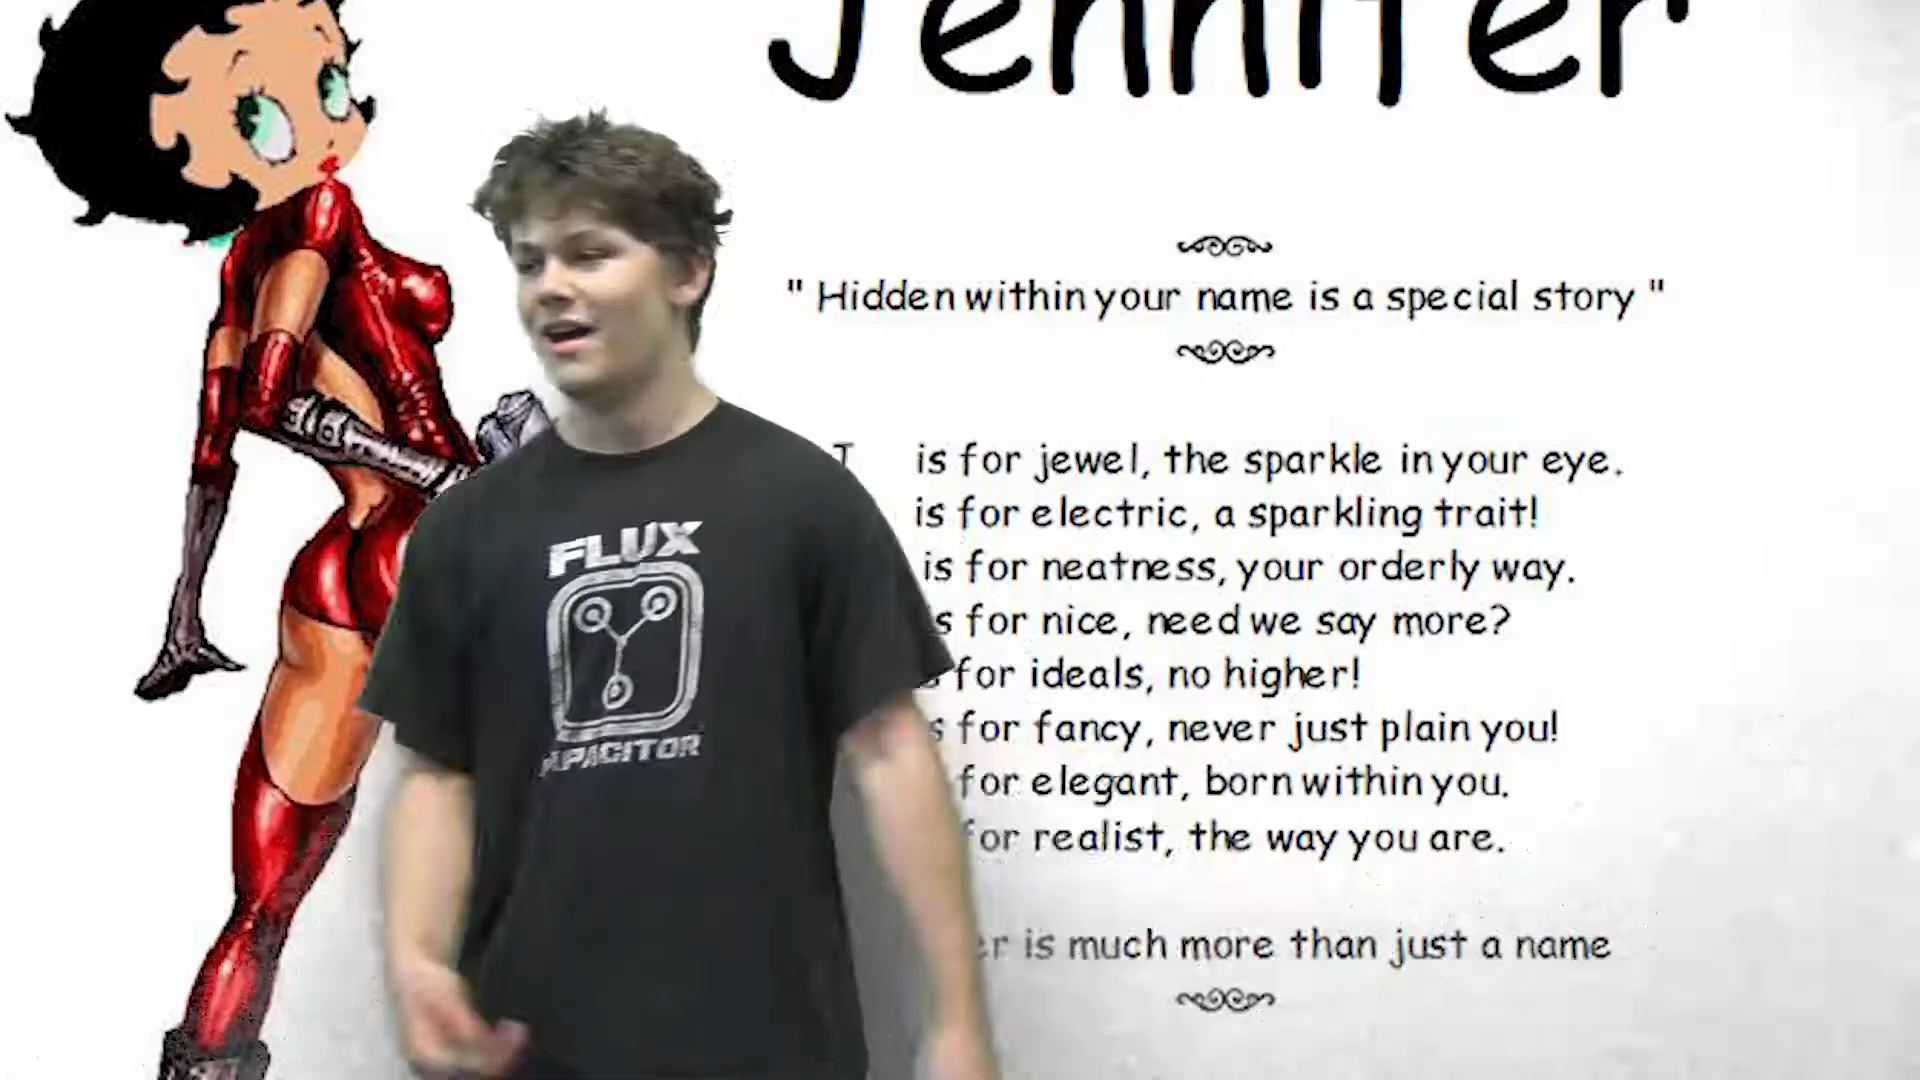 Jennifer
" Hidden within your name is a special story "
J is for jewel, the sparkle in your eye.
is for electric, a sparkling trait!
is for neatness, your orderly way.
s for nice, need we say more?
for ideals, no higher!
s for fancy, never just plain you!
for elegant, born within you.
for realist, the way you are.
er is much more than just a name
FLUX
CAPACITOR